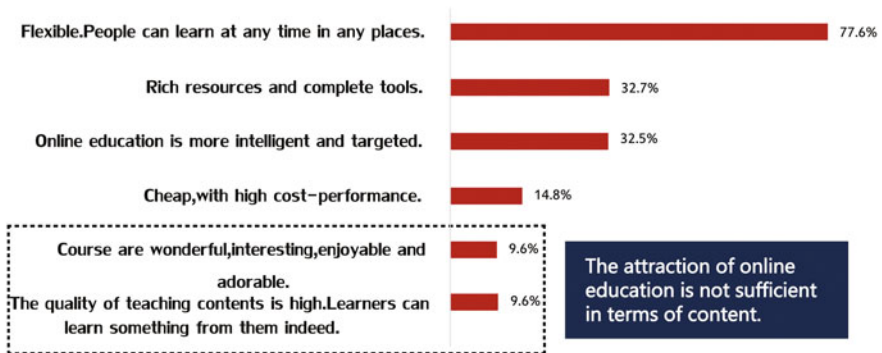 Flexible.People can learn at any time in any places.
77.6%
Rich resources and complete tools.
32.7%
Online education is more intelligent and targeted.
32.5%
Cheap,with high cost-performance.
14.8%
Course are wonderful,interesting,enjoyable and
adorable.
9.6%
The quality of teaching contents is high.Learners can
learn something from them indeed.
9.6%
The attraction of online
education is not sufficient
in terms of content.